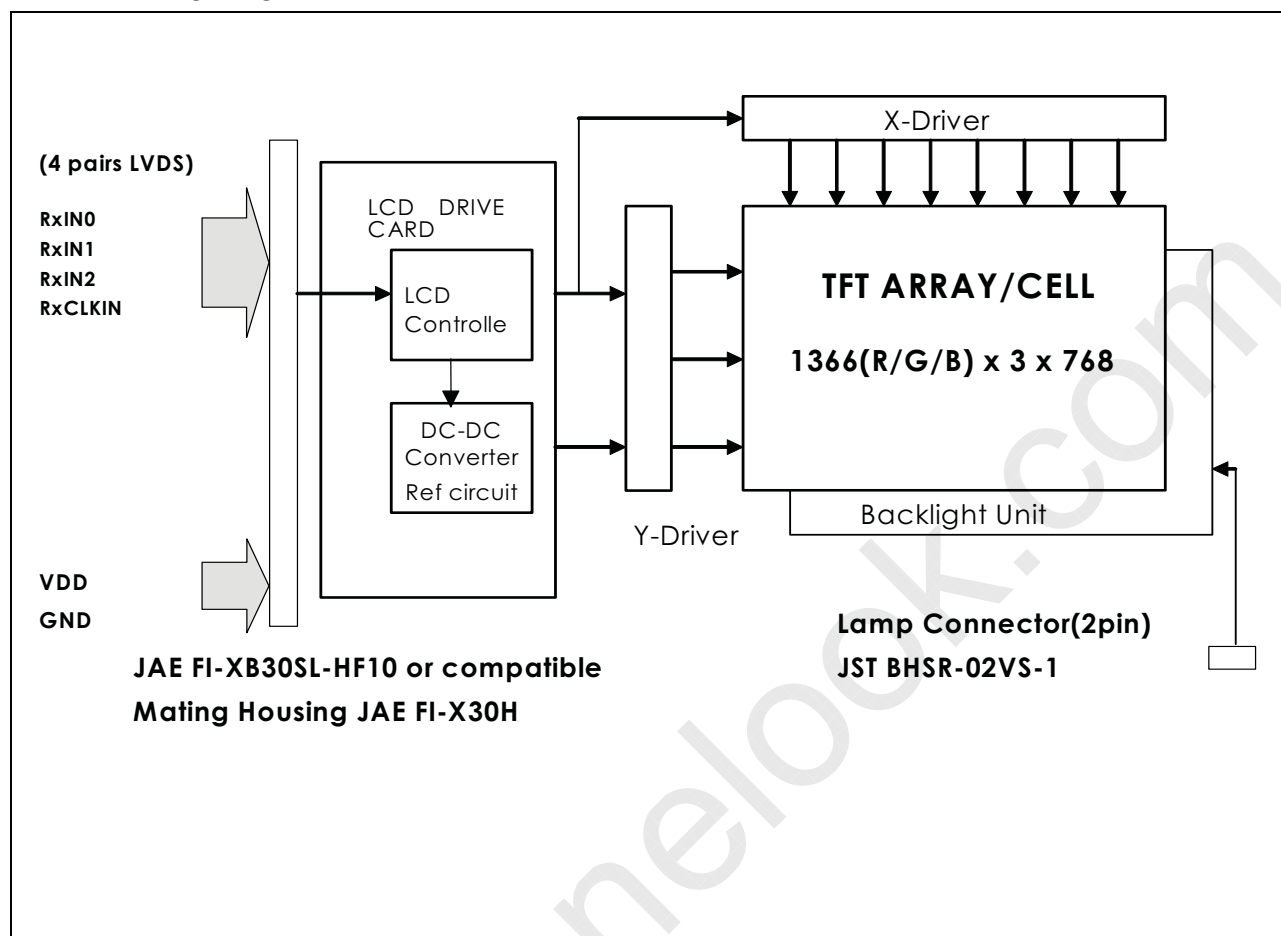 (4 pairs LVDS)
RxIN0
RxIN1
RxIN2
RxCLKIN
VDD
GND
LCD DRIVE
CARD
LCD
Controlle
DC-DC
Converter
Ref circuit
X-Driver
Y-Driver
TFT ARRAY/CELL
1366(R/G/B) x 3 x 768
Backlight Unit
JAE FI-XB30SL-HF10 or compatible
Mating Housing JAE FI-X30H
Lamp Connector(2pin)
JST BHSR-02VS-1
nelook.com